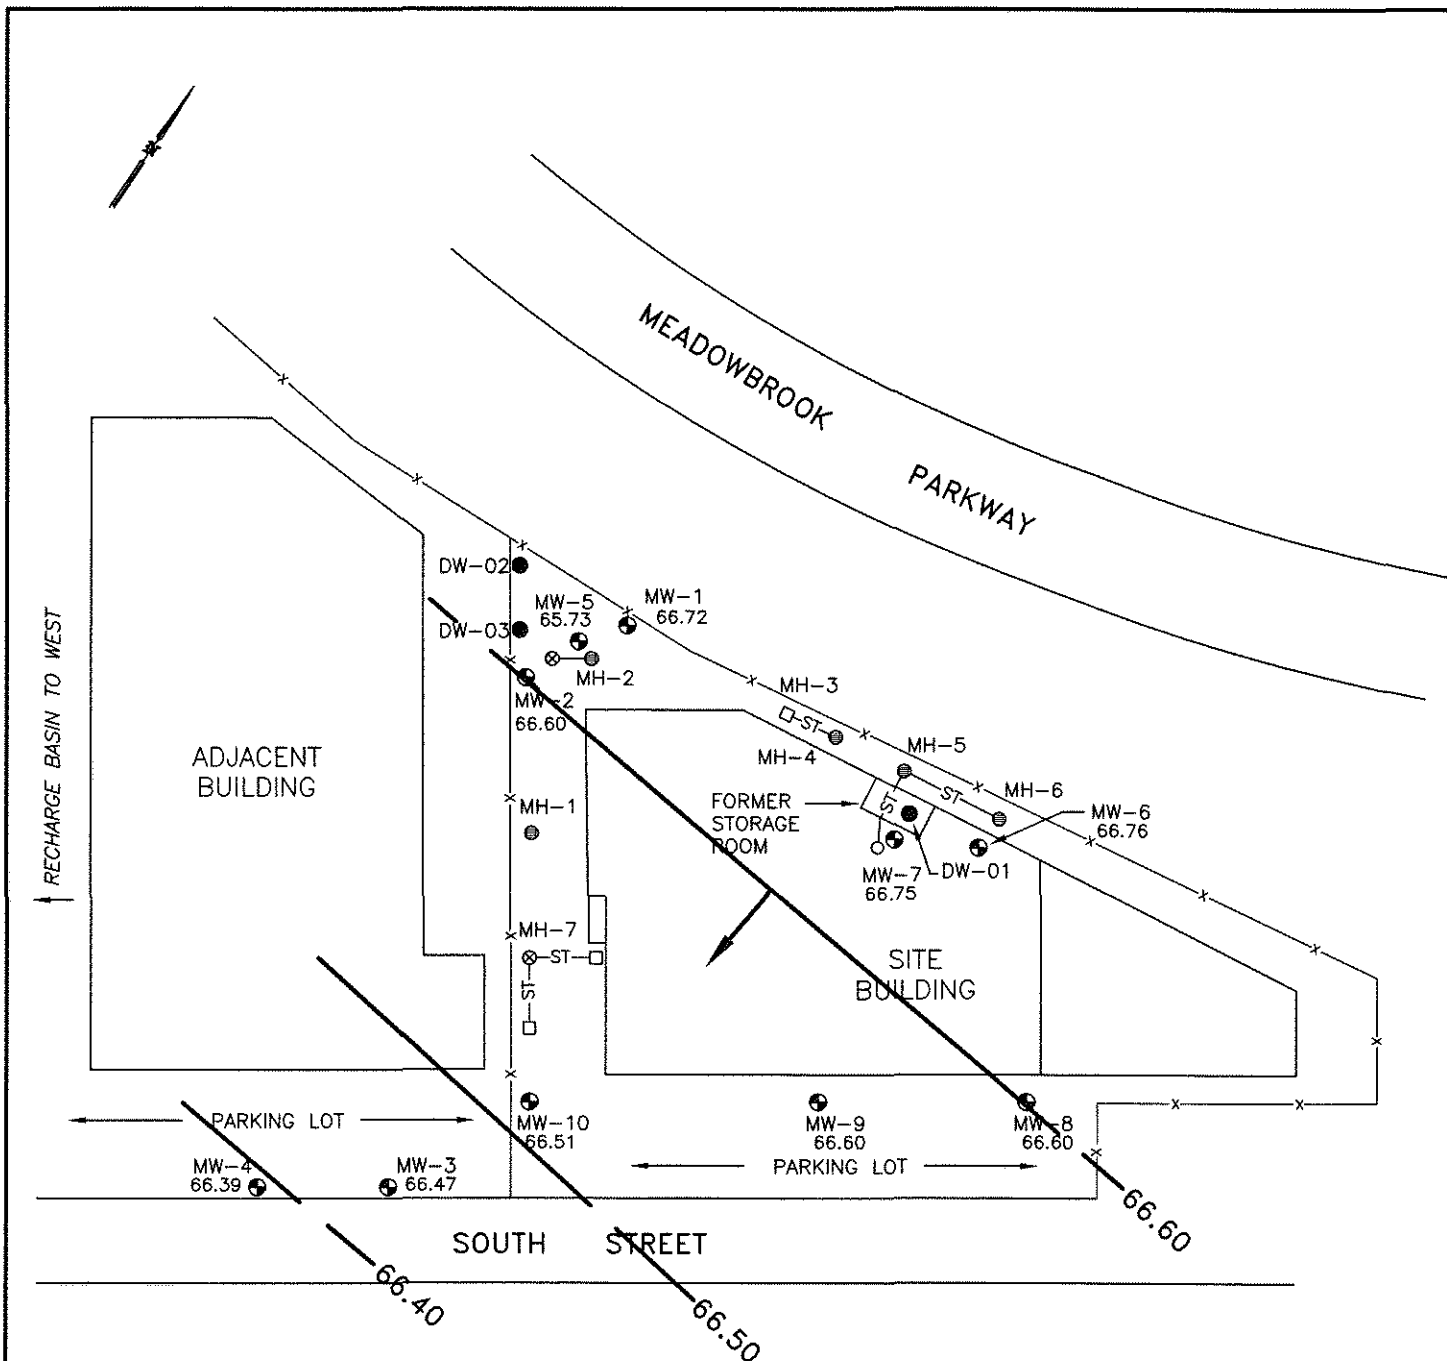 N
MEADOWBROOK
PARKWAY
DW-02
MW-5
65.73
MW-1
66.72
DW-03
MH-2
MW-2
66.60
MH-3
ST
MH-4
MH-5
MH-6
ST
ST
ADJACENT
BUILDING
RECHARGE BASIN TO WEST
MH-1
FORMER
STORAGE
ROOM
MW-6
66.76
MW-7
66.75
DW-01
MH-7
ST
ST
SITE
BUILDING
PARKING LOT
MW-10
66.51
MW-9
66.60
MW-8
66.60
PARKING LOT
MW-4
66.39
MW-3
66.47
SOUTH STREET
66.40
66.50
66.60